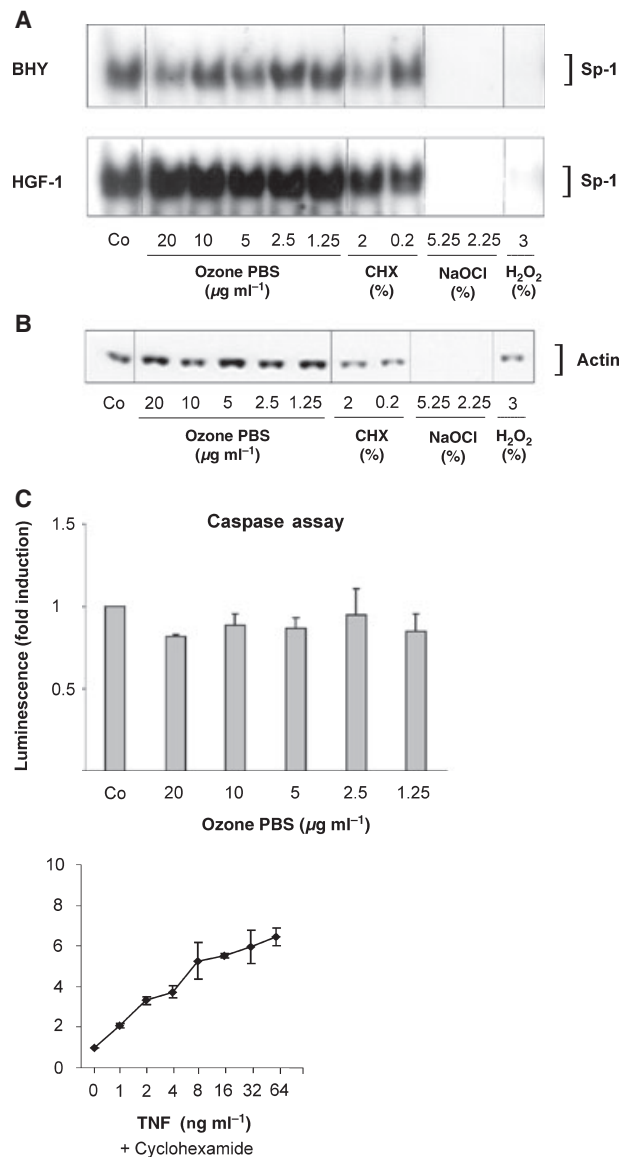 A
BHY
Sp-1
HGF-1
Sp-1
Co 20 10 5 2.5 1.25 2 0.2 5.25 2.25 3
Ozone PBS CHX NaOCl H₂O₂
(µg ml⁻¹) (%) (%) (%)
B
Actin
Co 20 10 5 2.5 1.25 2 0.2 5.25 2.25 3
Ozone PBS CHX NaOCl H₂O₂
(µg ml⁻¹) (%) (%) (%)
C
Caspase assay
Luminescence (fold induction)
1.5
1
0.5
Co 20 10 5 2.5 1.25
Ozone PBS (µg ml⁻¹)
10
8
6
4
2
0
0 1 2 4 8 16 32 64
TNF (ng ml⁻¹)
+ Cyclohexamide